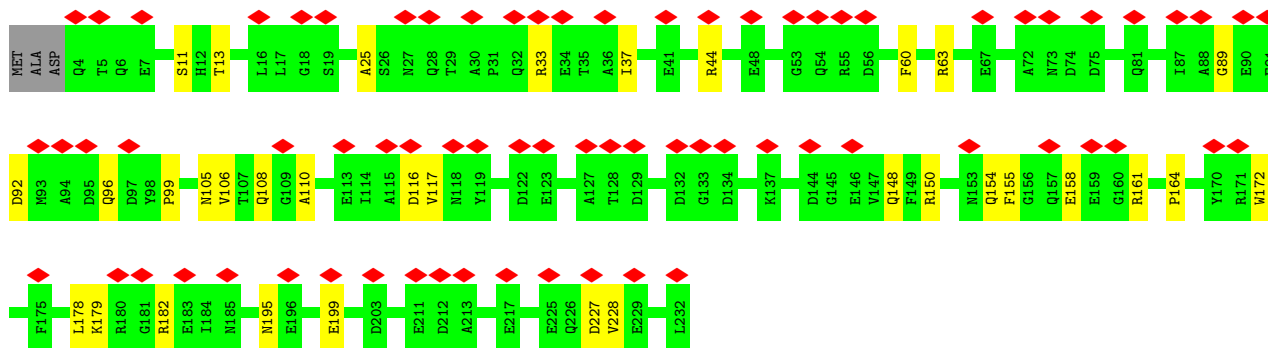 MET ALA ASP Q4 T5 Q6 E7 S11 H12 T13 L16 L17 G18 S19 A25 S26 N27 Q28 T29 A30 P31 Q32 R33 E34 T35 A36 I37 E41 R44 E48 G53 Q54 R55 D56 F60 R63 E67 A72 N73 D74 D75 Q81 I87 A88 G89 E90
D92 M93 A94 D95 Q96 D97 Y98 P99 N105 V106 T107 Q108 G109 A110 E113 I114 A115 D116 V117 N118 Y119 D122 E123 A127 T128 D129 D132 G133 D134 K137 D144 G145 E146 V147 Q148 F149 R150 N153 Q154 F155 G156 Q157 E158 E159 G160 R161 P164 Y170 R171 W172
F175 L178 K179 R180 G181 R182 E183 I184 N185 N195 E196 E199 D203 E211 D212 A213 E217 E225 Q226 D227 V228 E229 L232